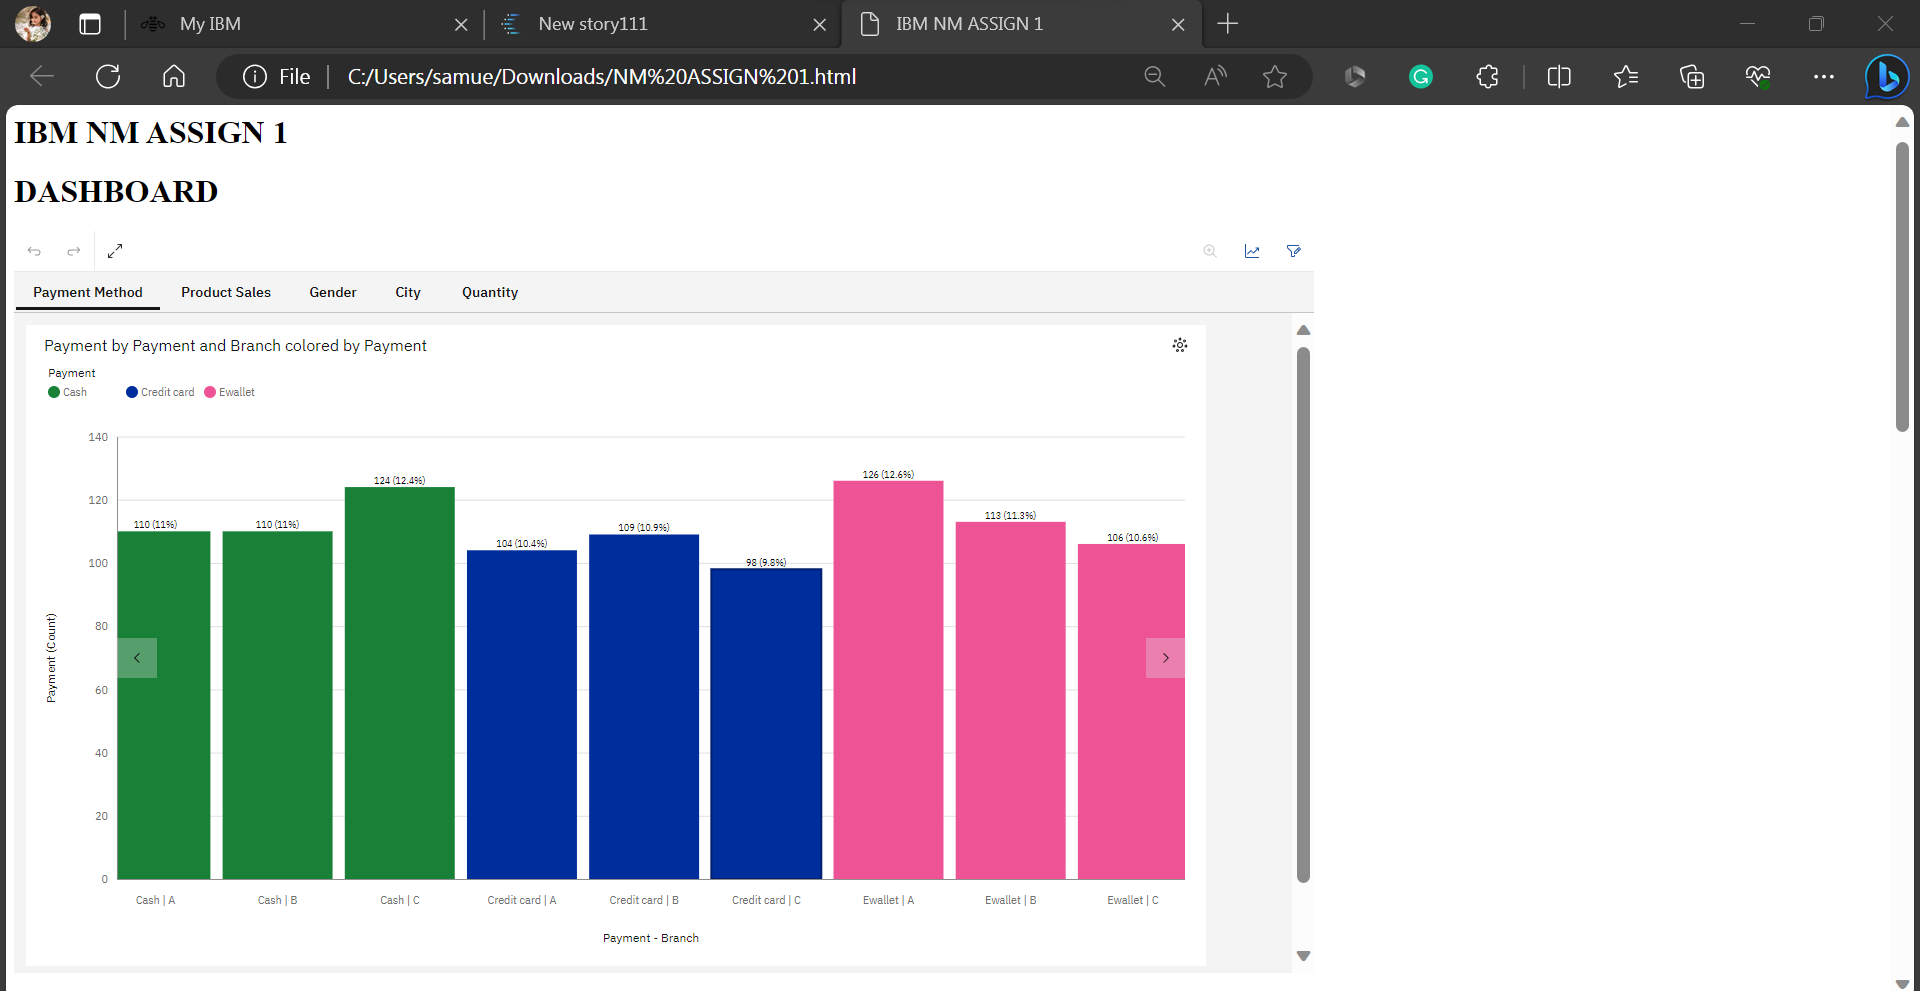 My IBM
New story111
IBM NM ASSIGN 1
File
C:/Users/samue/Downloads/NM%20ASSIGN%201.html
IBM NM ASSIGN 1
DASHBOARD
Payment Method Product Sales Gender City Quantity
Payment by Payment and Branch colored by Payment
Payment
Cash Credit card Ewallet
140
120
100
80
60
40
20
0
Payment (Count)
110 (11%)
110 (11%)
124 (12.4%)
104 (10.4%)
109 (10.9%)
98 (9.8%)
126 (12.6%)
113 (11.3%)
106 (10.6%)
Cash | A Cash | B Cash | C Credit card | A Credit card | B Credit card | C Ewallet | A Ewallet | B Ewallet | C
Payment - Branch